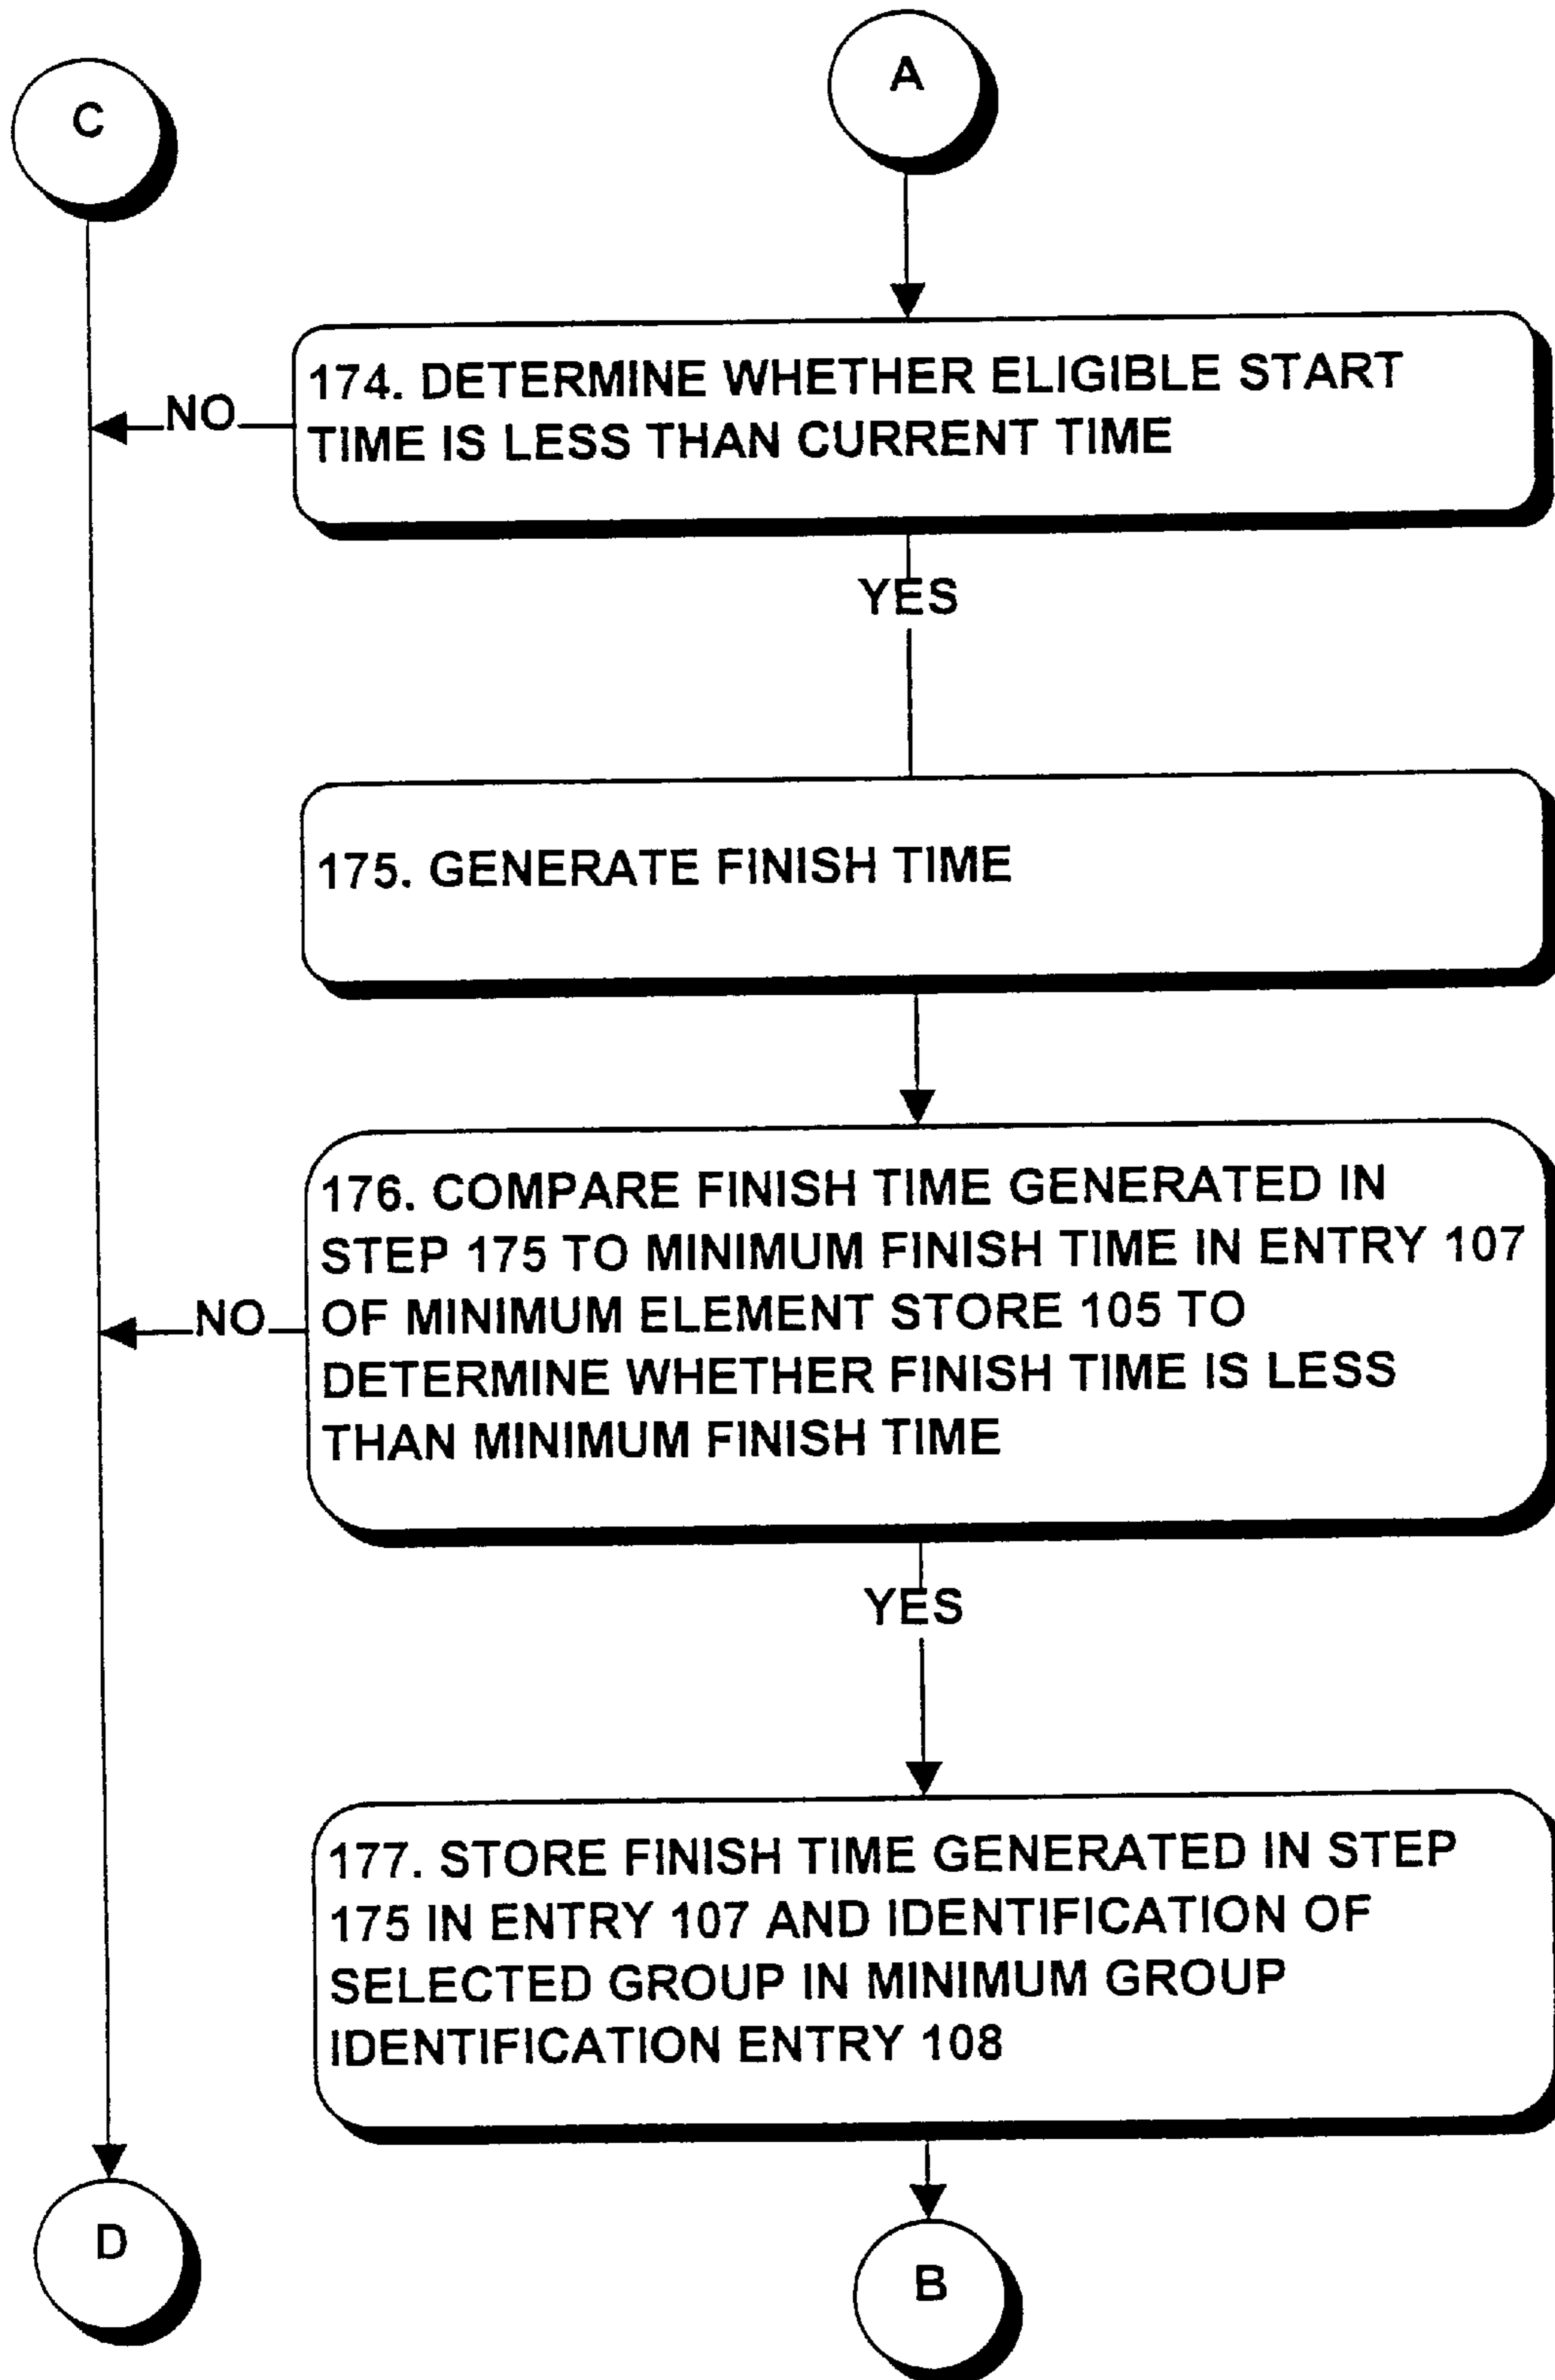 A
C
174. DETERMINE WHETHER ELIGIBLE START
TIME IS LESS THAN CURRENT TIME
NO
YES
175. GENERATE FINISH TIME
176. COMPARE FINISH TIME GENERATED IN
STEP 175 TO MINIMUM FINISH TIME IN ENTRY 107
OF MINIMUM ELEMENT STORE 105 TO
DETERMINE WHETHER FINISH TIME IS LESS
THAN MINIMUM FINISH TIME
NO
YES
177. STORE FINISH TIME GENERATED IN STEP
175 IN ENTRY 107 AND IDENTIFICATION OF
SELECTED GROUP IN MINIMUM GROUP
IDENTIFICATION ENTRY 108
D
B